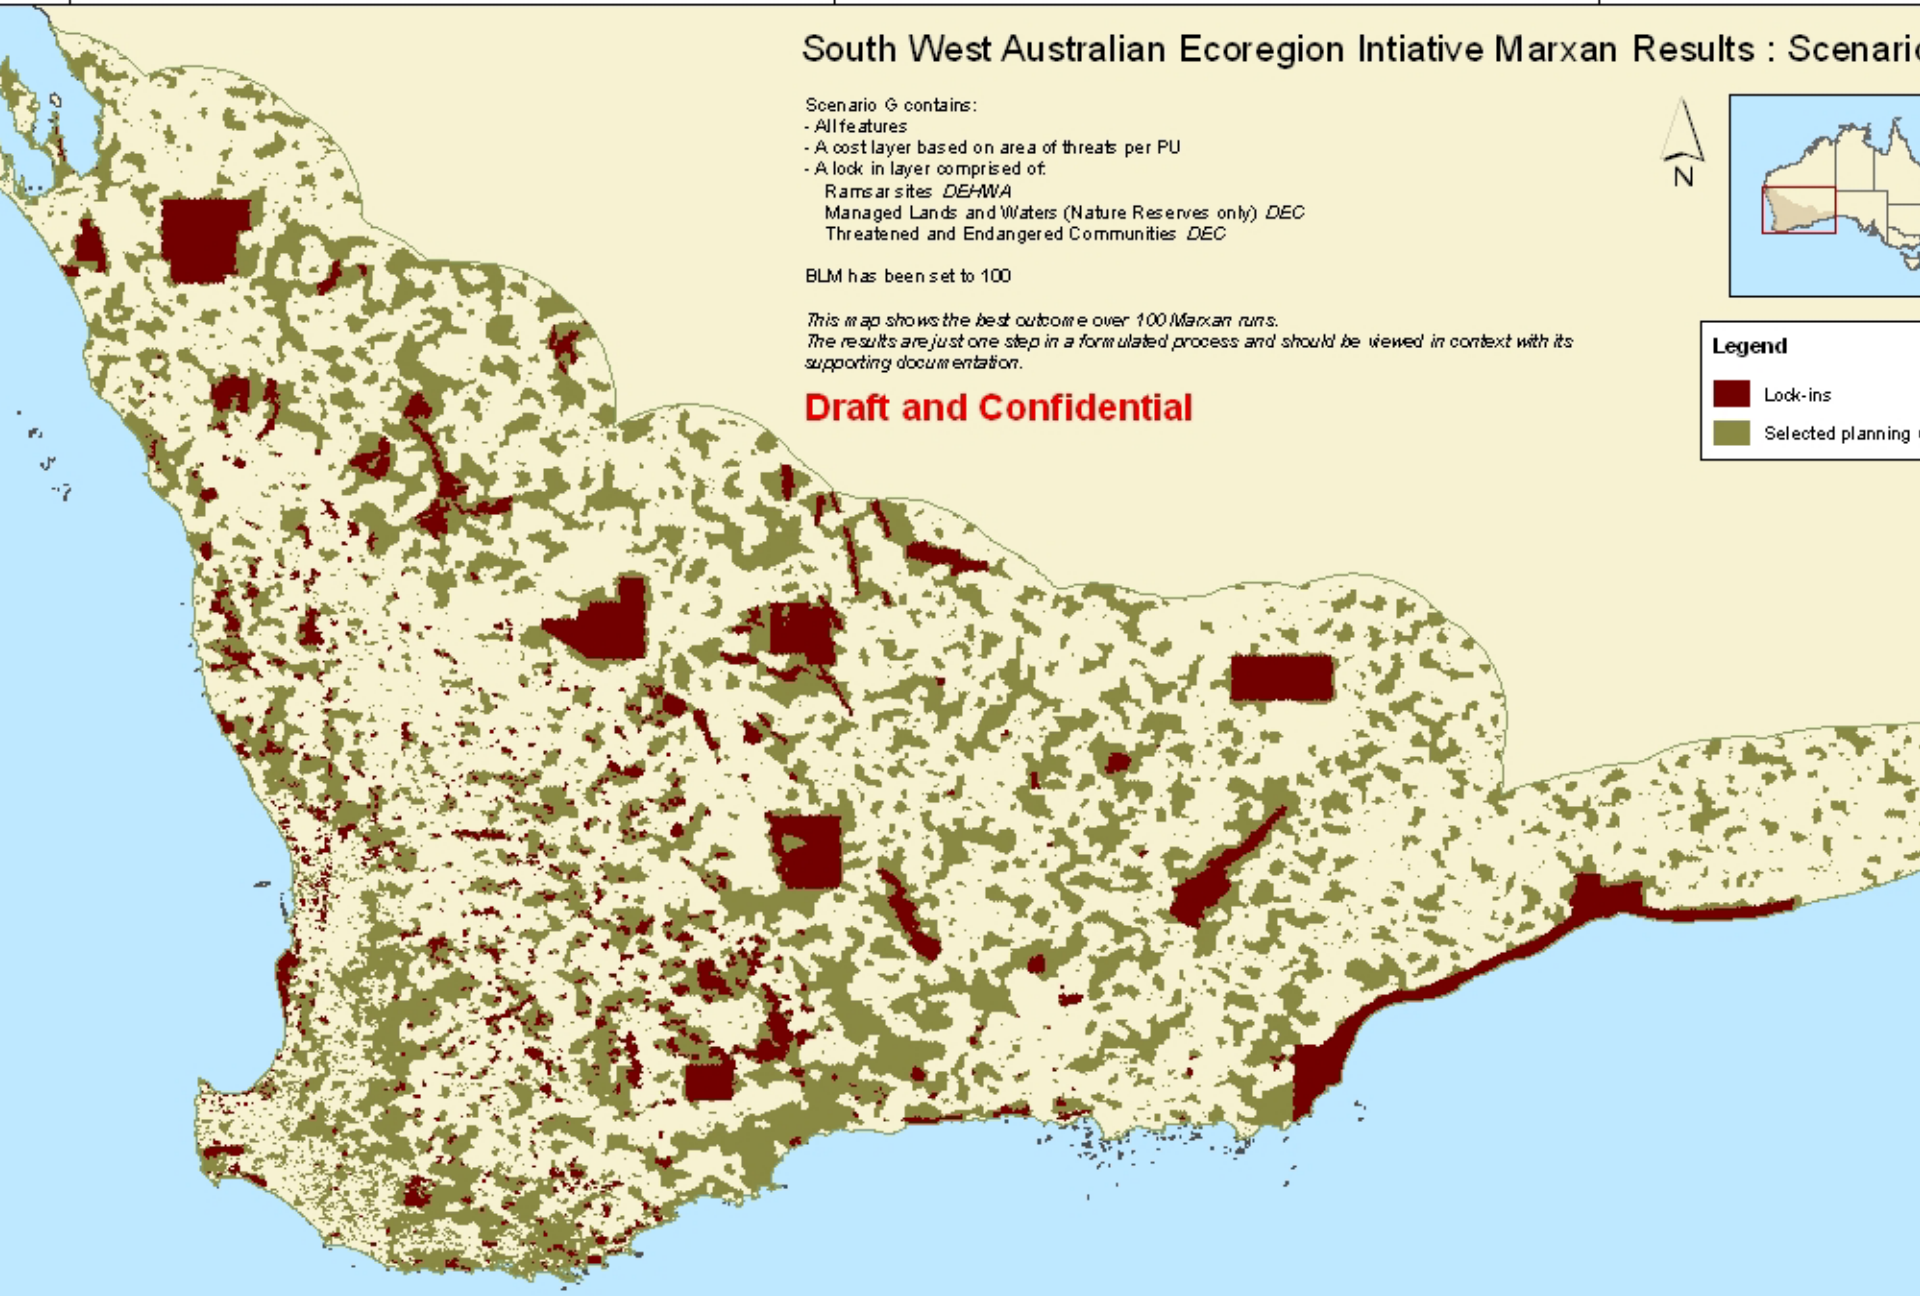 South West Australian Ecoregion Intiative Marxan Results : Scenario
Scenario G contains:
- All features
- A cost layer based on area of threats per PU
- A lock in layer comprised of:
Ramsar sites DEHWA
Managed Lands and Waters (Nature Reserves only) DEC
Threatened and Endangered Communities DEC
BLM has been set to 100
This map shows the best outcome over 100 Marxan runs.
The results are just one step in a formulated process and should be viewed in context with its
supporting documentation.
Draft and Confidential
N
Legend
Lock-ins
Selected planning